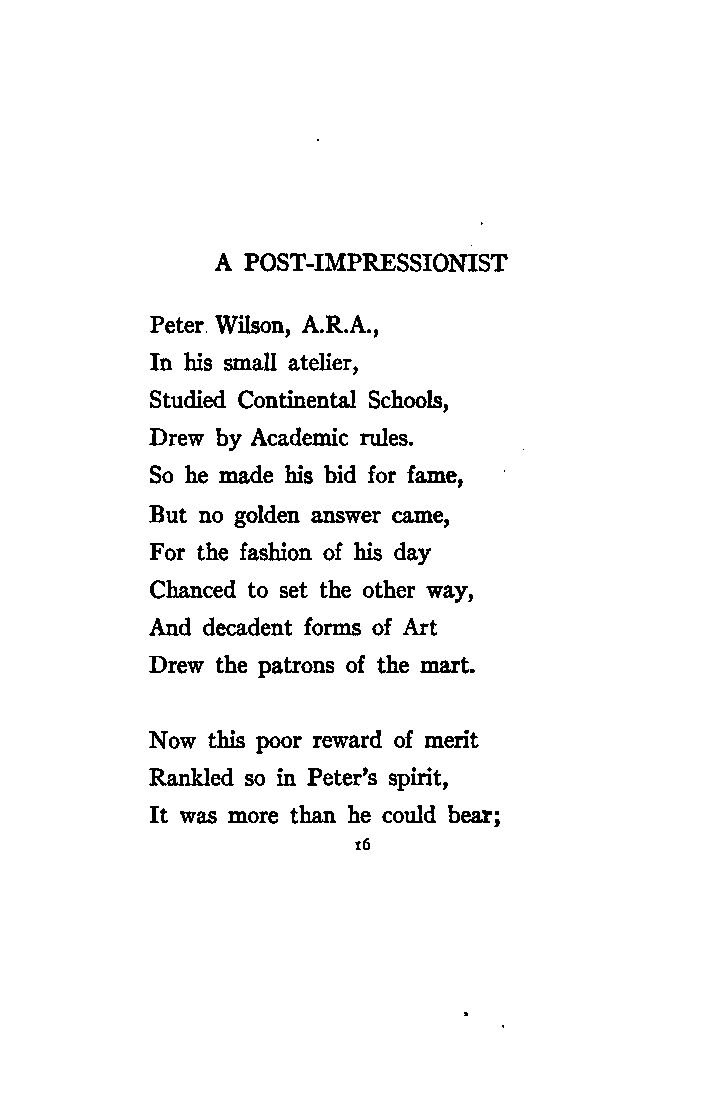 A POST-IMPRESSIONIST
Peter Wilson, A.R.A.,
In his small atelier,
Studied Continental Schools,
Drew by Academic rules.
So he made his bid for fame,
But no golden answer came,
For the fashion of his day
Chanced to set the other way,
And decadent forms of Art
Drew the patrons of the mart.
Now this poor reward of merit
Rankled so in Peter's spirit,
It was more than he could bear;
16